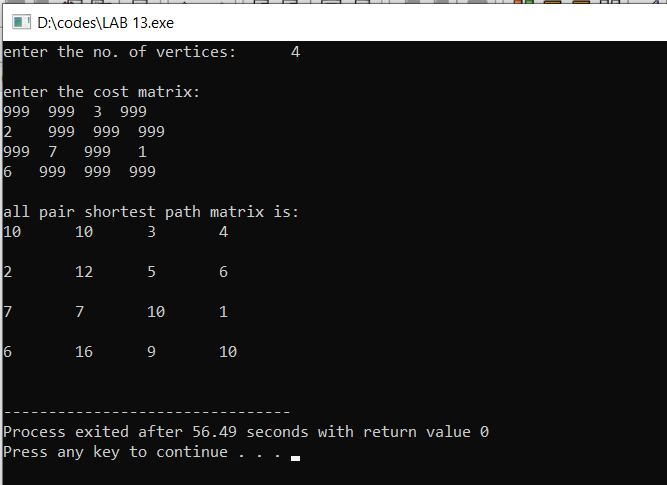 D:\codes\LAB 13.exe
enter the no. of vertices:      4
enter the cost matrix:
999  999  3  999
2    999  999  999
999  7   999   1
6   999  999  999
all pair shortest path matrix is:
10      10      3       4
2       12      5       6
7       7       10      1
6       16      9       10
--------------------------------
Process exited after 56.49 seconds with return value 0
Press any key to continue . . .